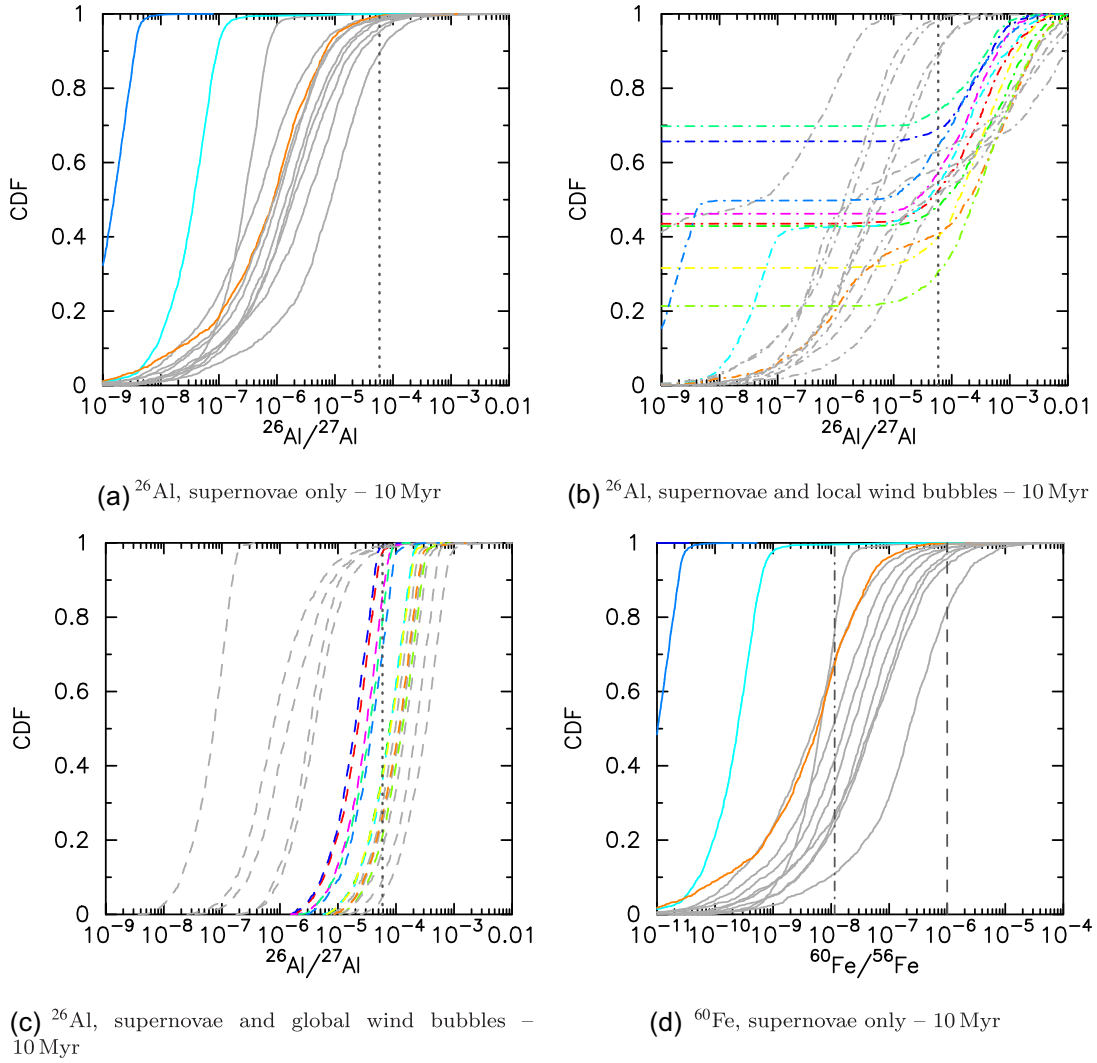 1
0.8
0.6
0.4
0.2
0
CDF
10⁻⁹ 10⁻⁸ 10⁻⁷ 10⁻⁶ 10⁻⁵ 10⁻⁴ 10⁻³ 0.01
²⁶Al/²⁷Al
(a) ²⁶Al, supernovae only – 10 Myr
1
0.8
0.6
0.4
0.2
0
CDF
10⁻⁹ 10⁻⁸ 10⁻⁷ 10⁻⁶ 10⁻⁵ 10⁻⁴ 10⁻³ 0.01
²⁶Al/²⁷Al
(b) ²⁶Al, supernovae and local wind bubbles – 10 Myr
1
0.8
0.6
0.4
0.2
0
CDF
10⁻⁹ 10⁻⁸ 10⁻⁷ 10⁻⁶ 10⁻⁵ 10⁻⁴ 10⁻³ 0.01
²⁶Al/²⁷Al
(c) ²⁶Al, supernovae and global wind bubbles –
10 Myr
1
0.8
0.6
0.4
0.2
0
CDF
10⁻¹¹ 10⁻¹⁰ 10⁻⁹ 10⁻⁸ 10⁻⁷ 10⁻⁶ 10⁻⁵ 10⁻⁴
⁶⁰Fe/⁵⁶Fe
(d) ⁶⁰Fe, supernovae only – 10 Myr